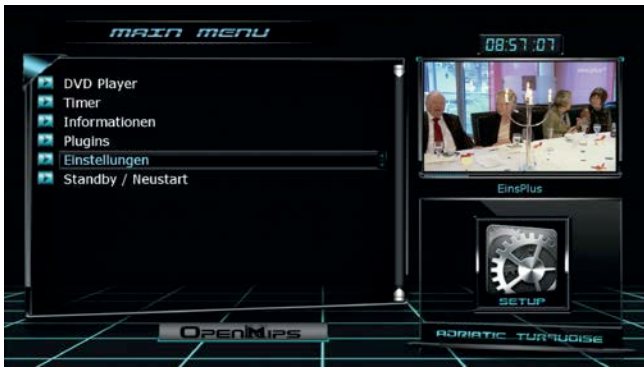 MAIN MENU
08:57:07
DVD Player
Timer
Informationen
Plugins
Einstellungen
Standby / Neustart
EinsPlus
SETUP
OPENMIPS
ADRIATIC TURQUOISE